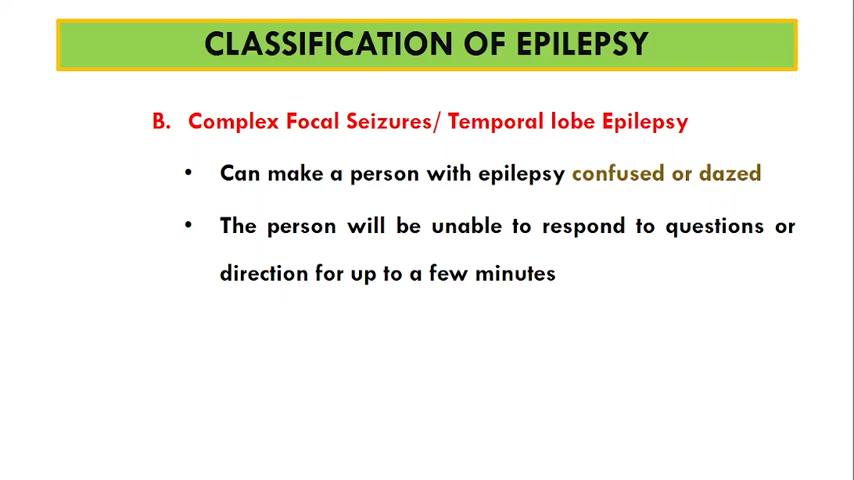 CLASSIFICATION OF EPILEPSY
B. Complex Focal Seizures/ Temporal lobe Epilepsy
• Can make a person with epilepsy confused or dazed
• The person will be unable to respond to questions or
direction for up to a few minutes